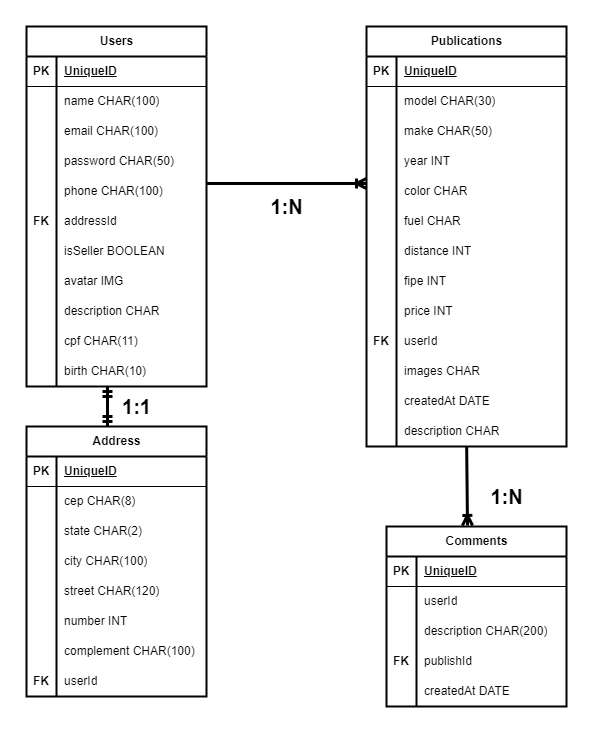 Users
PK UniqueID
name CHAR(100)
email CHAR(100)
password CHAR(50)
phone CHAR(100)
FK addressId
isSeller BOOLEAN
avatar IMG
description CHAR
cpf CHAR(11)
birth CHAR(10)
1:1
Address
PK UniqueID
cep CHAR(8)
state CHAR(2)
city CHAR(100)
street CHAR(120)
number INT
complement CHAR(100)
FK userId
1:N
Publications
PK UniqueID
model CHAR(30)
make CHAR(50)
year INT
color CHAR
fuel CHAR
distance INT
fipe INT
price INT
FK userId
images CHAR
createdAt DATE
description CHAR
1:N
Comments
PK UniqueID
userId
description CHAR(200)
FK publishId
createdAt DATE